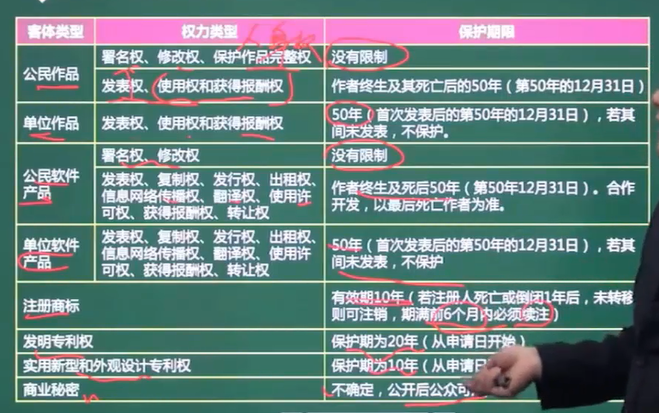 客体类型 权力类型 保护期限
人身权
公民作品
署名权、修改权、保护作品完整权
没有限制
发表权、使用权和获得报酬权
作者终生及其死亡后的50年（第50年的12月31日）
单位作品
发表权、使用权和获得报酬权
50年（首次发表后的第50年的12月31日），若其
间未发表，不保护。
公民软件
产品
署名权、修改权
没有限制
发表权、复制权、发行权、出租权、
信息网络传播权、翻译权、使用许
可权、获得报酬权、转让权
作者终生及死后50年（第50年12月31日）。合作
开发，以最后死亡作者为准。
单位软件
产品
发表权、复制权、发行权、出租权、
信息网络传播权、翻译权、使用许
可权、获得报酬权、转让权
50年（首次发表后的第50年的12月31日），若其
间未发表，不保护
注册商标
有效期10年（若注册人死亡或倒闭1年后，未转移
则可注销，期满前6个月内必须续注）
发明专利权
保护期为20年（从申请日开始）
实用新型和外观设计专利权
保护期为10年（从申请日
商业秘密
不确定，公开后公众可